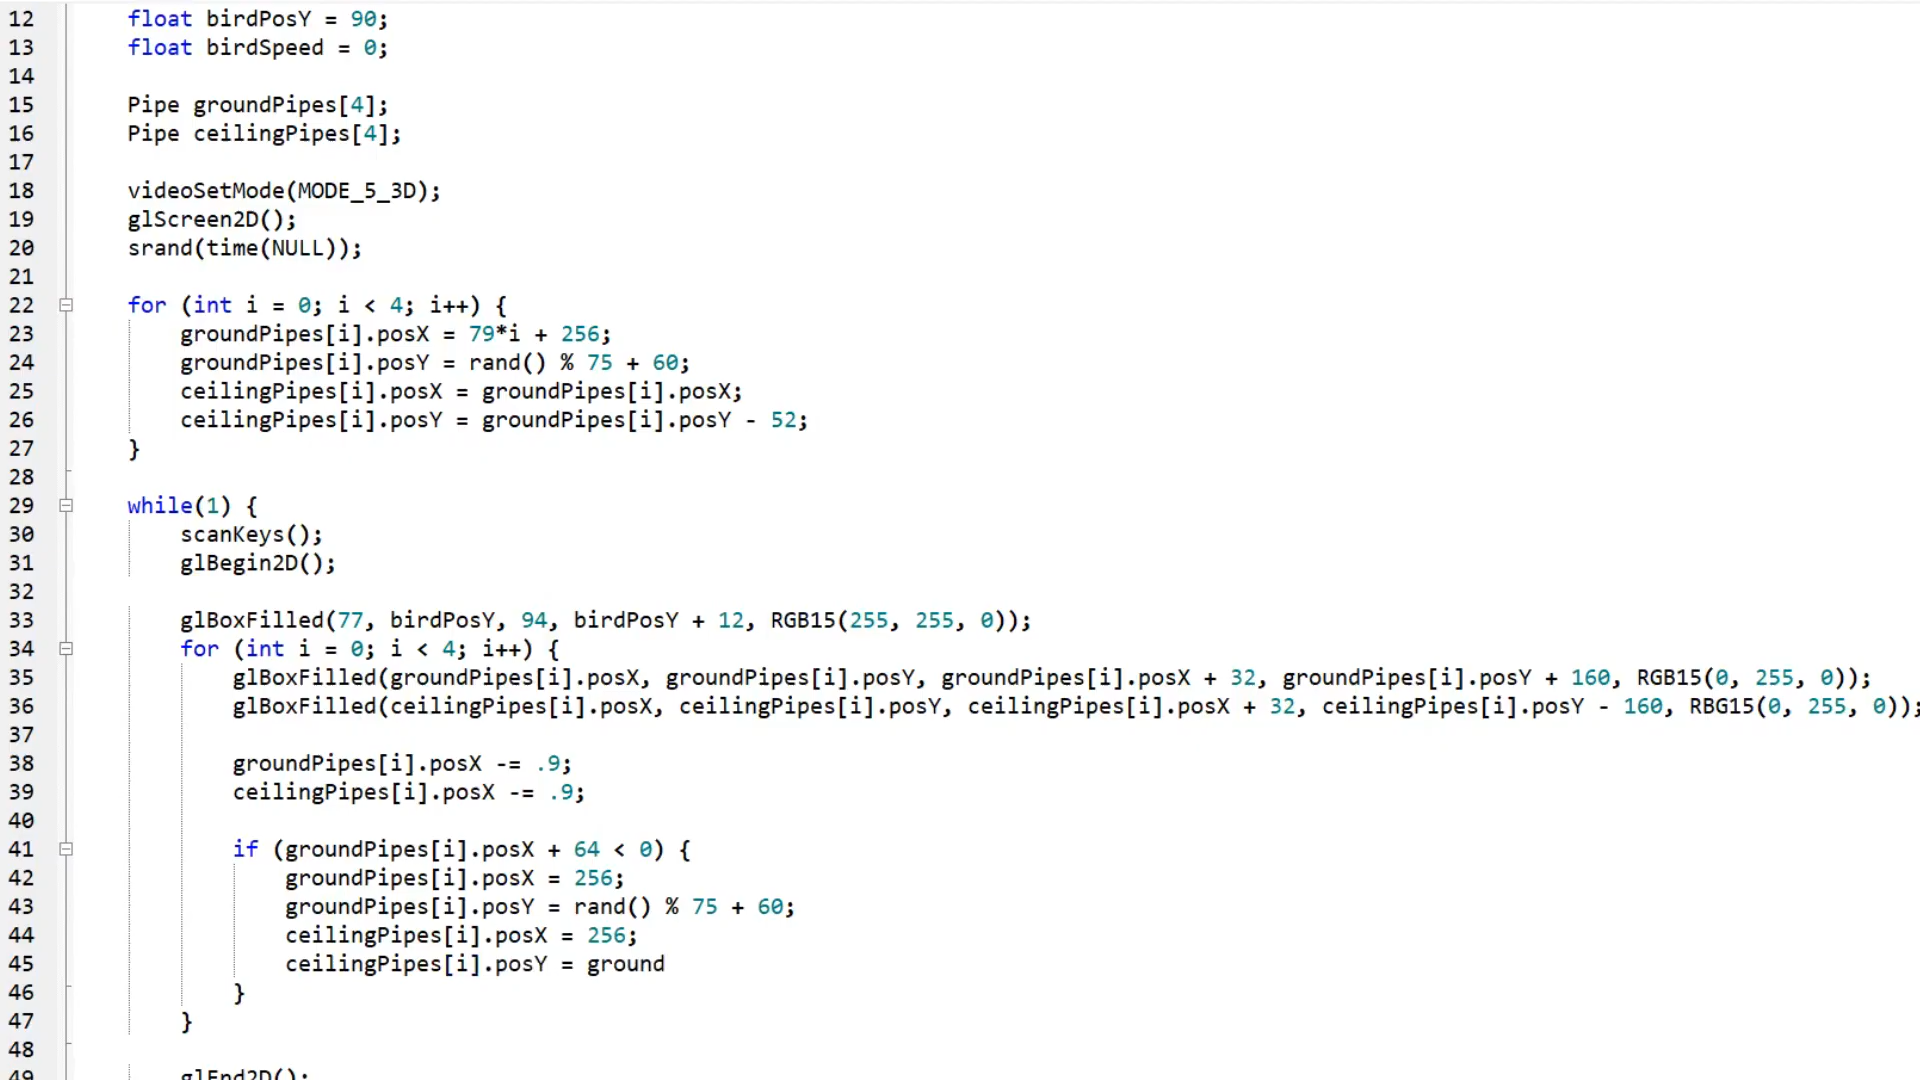 12 float birdPosY = 90;
13 float birdSpeed = 0;
14
15 Pipe groundPipes[4];
16 Pipe ceilingPipes[4];
17
18 videoSetMode(MODE_5_3D);
19 glScreen2D();
20 srand(time(NULL));
21
22 for (int i = 0; i < 4; i++) {
23 groundPipes[i].posX = 79*i + 256;
24 groundPipes[i].posY = rand() % 75 + 60;
25 ceilingPipes[i].posX = groundPipes[i].posX;
26 ceilingPipes[i].posY = groundPipes[i].posY - 52;
27 }
28
29 while(1) {
30 scanKeys();
31 glBegin2D();
32
33 glBoxFilled(77, birdPosY, 94, birdPosY + 12, RGB15(255, 255, 0));
34 for (int i = 0; i < 4; i++) {
35 glBoxFilled(groundPipes[i].posX, groundPipes[i].posY, groundPipes[i].posX + 32, groundPipes[i].posY + 160, RGB15(0, 255, 0));
36 glBoxFilled(ceilingPipes[i].posX, ceilingPipes[i].posY, ceilingPipes[i].posX + 32, ceilingPipes[i].posY - 160, RBG15(0, 255, 0));
37
38 groundPipes[i].posX -= .9;
39 ceilingPipes[i].posX -= .9;
40
41 if (groundPipes[i].posX + 64 < 0) {
42 groundPipes[i].posX = 256;
43 groundPipes[i].posY = rand() % 75 + 60;
44 ceilingPipes[i].posX = 256;
45 ceilingPipes[i].posY = ground
46 }
47 }
48
49 glEnd2D();